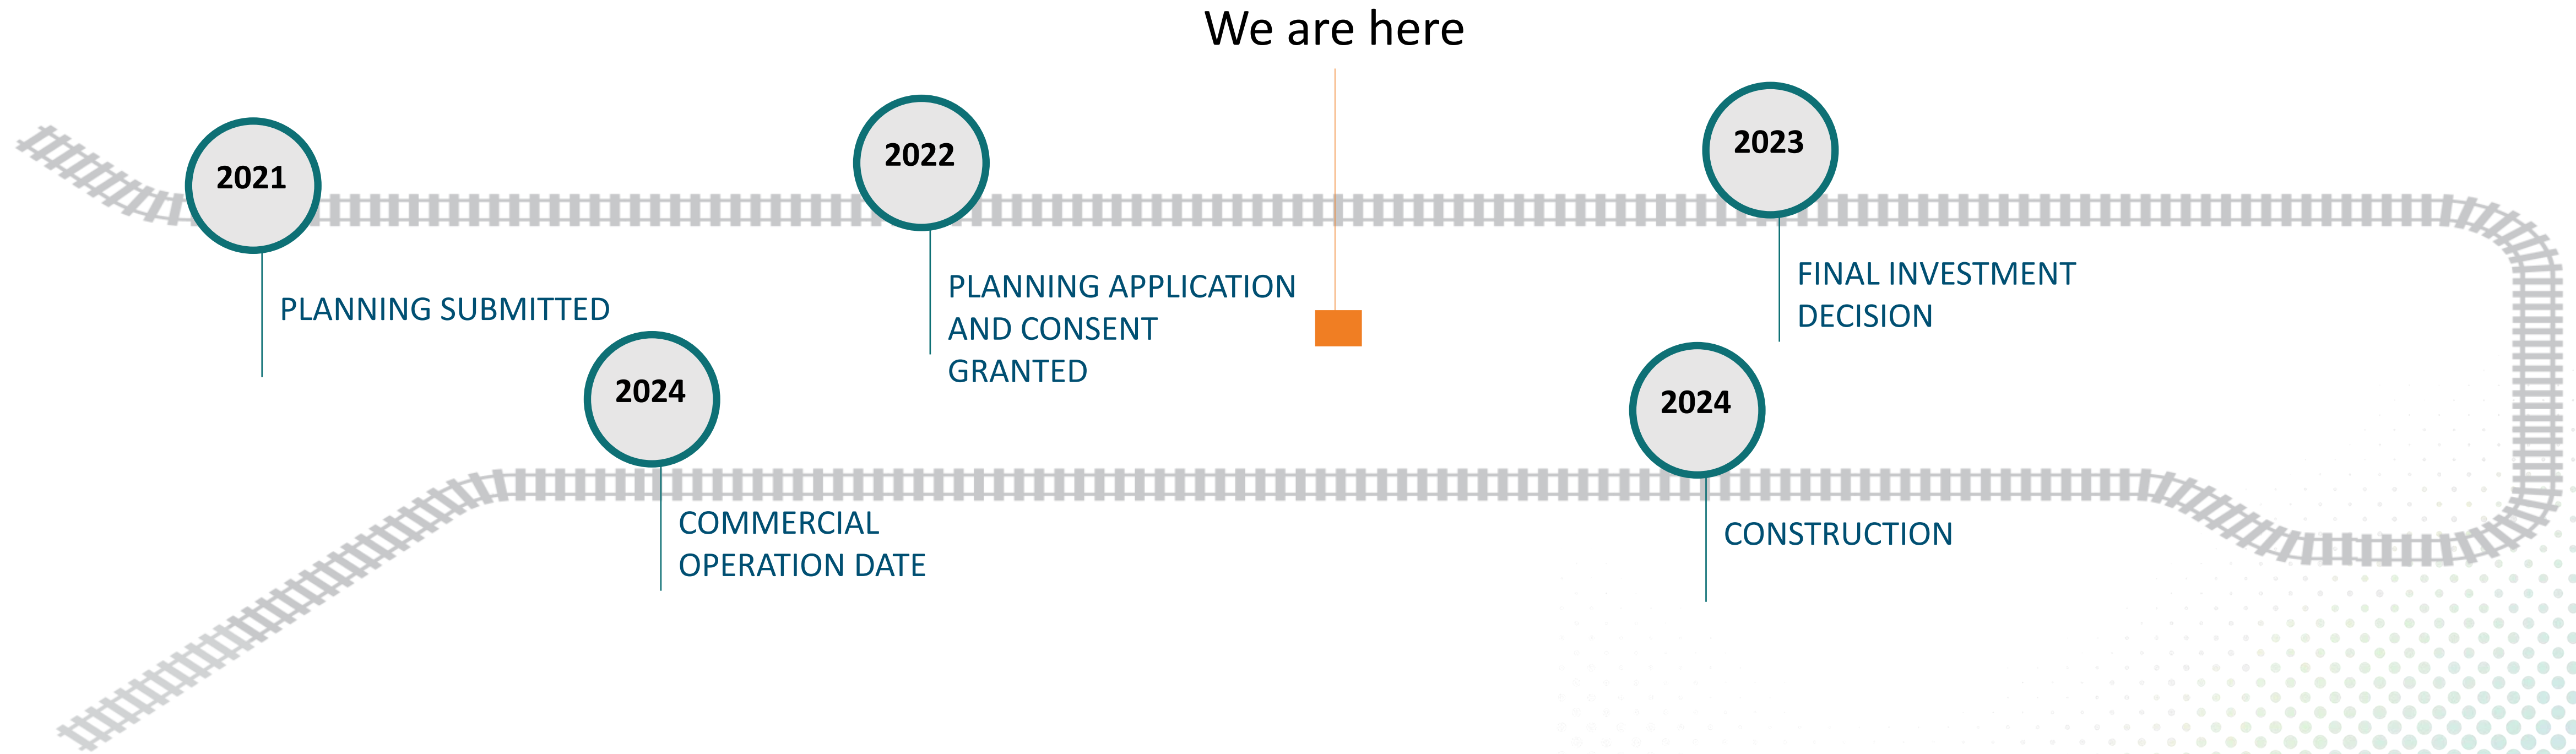 We are here
2021
PLANNING SUBMITTED
2022
PLANNING APPLICATION
AND CONSENT
GRANTED
2023
FINAL INVESTMENT
DECISION
2024
CONSTRUCTION
2024
COMMERCIAL
OPERATION DATE